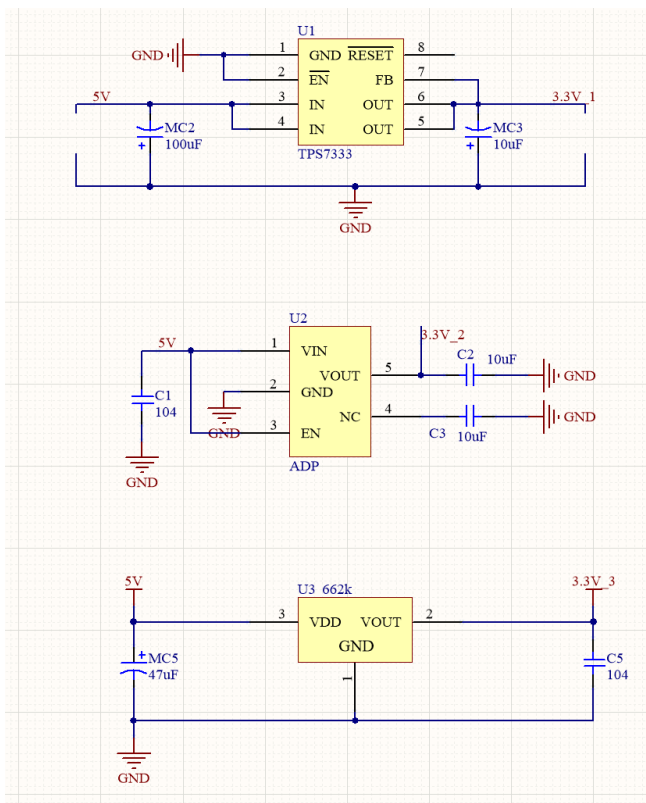 U1
GND
1
GND
RESET
8
2
EN
FB
7
5V
3
IN
OUT
6
3.3V_1
MC2
100uF
+
4
IN
OUT
5
MC3
10uF
+
TPS7333
GND
U2
3.3V_2
5V
1
VIN
C2
10uF
VOUT
5
GND
C1
104
2
GND
GND
NC
4
GND
3
EN
C3
10uF
ADP
GND
5V
U3 662k
3.3V_3
3
VDD
VOUT
2
GND
+
MC5
47uF
1
C5
104
GND